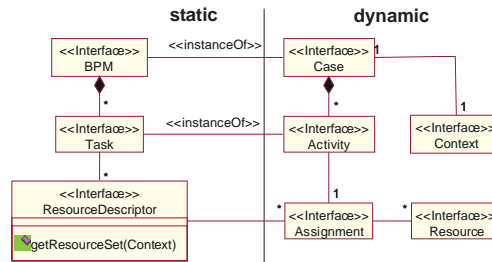 static
dynamic
<<Interface>>
BPM
<<instanceOf>>
<<Interface>>
Case
1
*
*
1
<<Interface>>
Task
<<instanceOf>>
<<Interface>>
Activity
<<Interface>>
Context
*
1
<<Interface>>
ResourceDescriptor
getResourceSet(Context)
*
<<Interface>>
Assignment
*
<<Interface>>
Resource